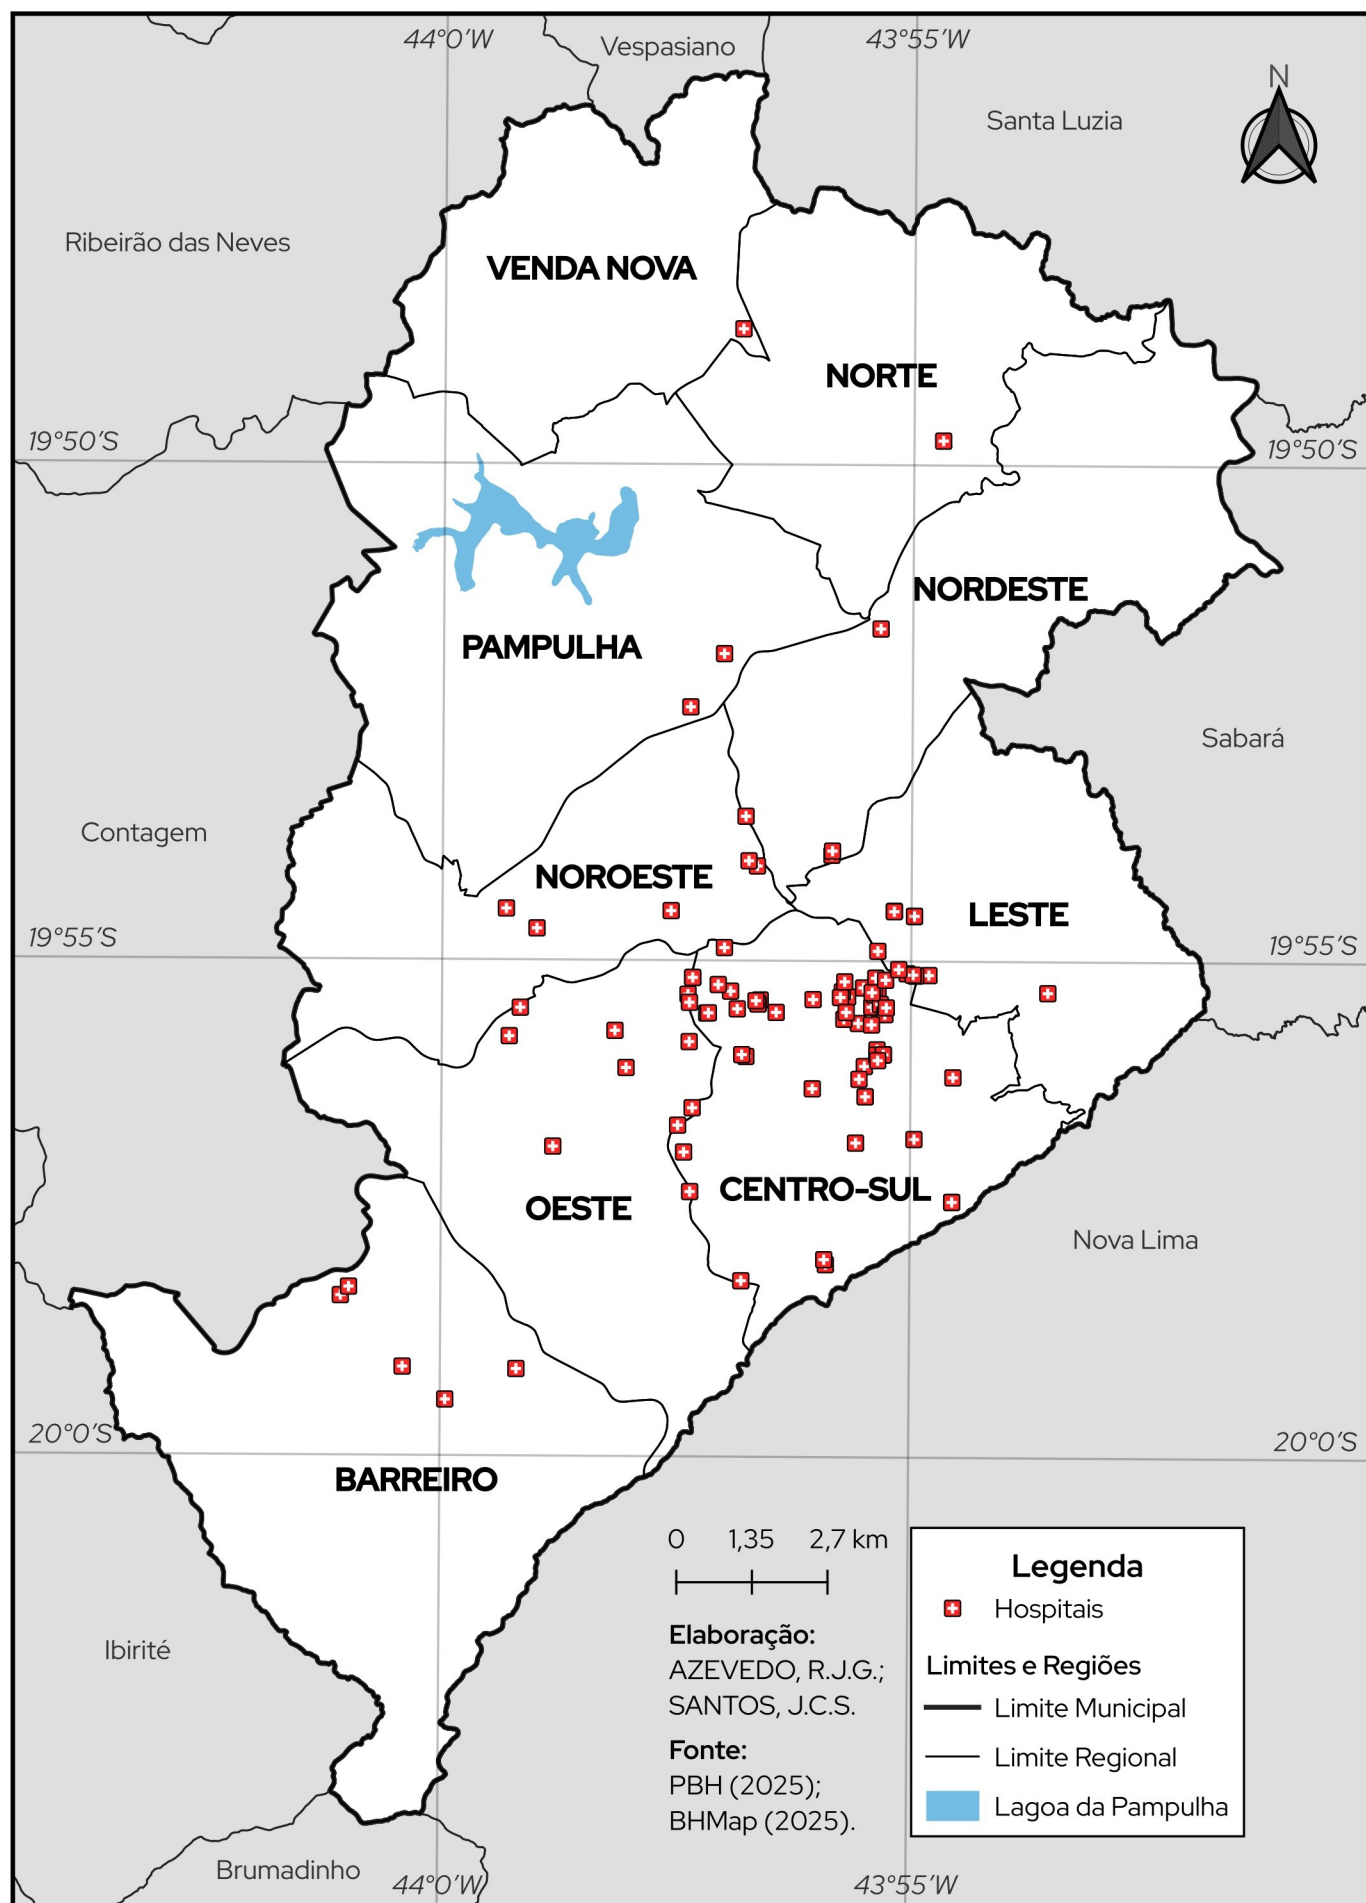 44°0'W
Vespasiano
43°55'W
N
Santa Luzia
Ribeirão das Neves
VENDA NOVA
NORTE
19°50'S
19°50'S
NORDESTE
PAMPULHA
Sabará
Contagem
NOROESTE
LESTE
19°55'S
19°55'S
CENTRO-SUL
OESTE
Nova Lima
20°0'S
20°0'S
BARREIRO
0 1,35 2,7 km
Elaboração:
AZEVEDO, R.J.G.;
SANTOS, J.C.S.
Fonte:
PBH (2025);
BHMap (2025).
Legenda
Hospitais
Limites e Regiões
Limite Municipal
Limite Regional
Lagoa da Pampulha
Ibirité
Brumadinho
44°0'W
43°55'W